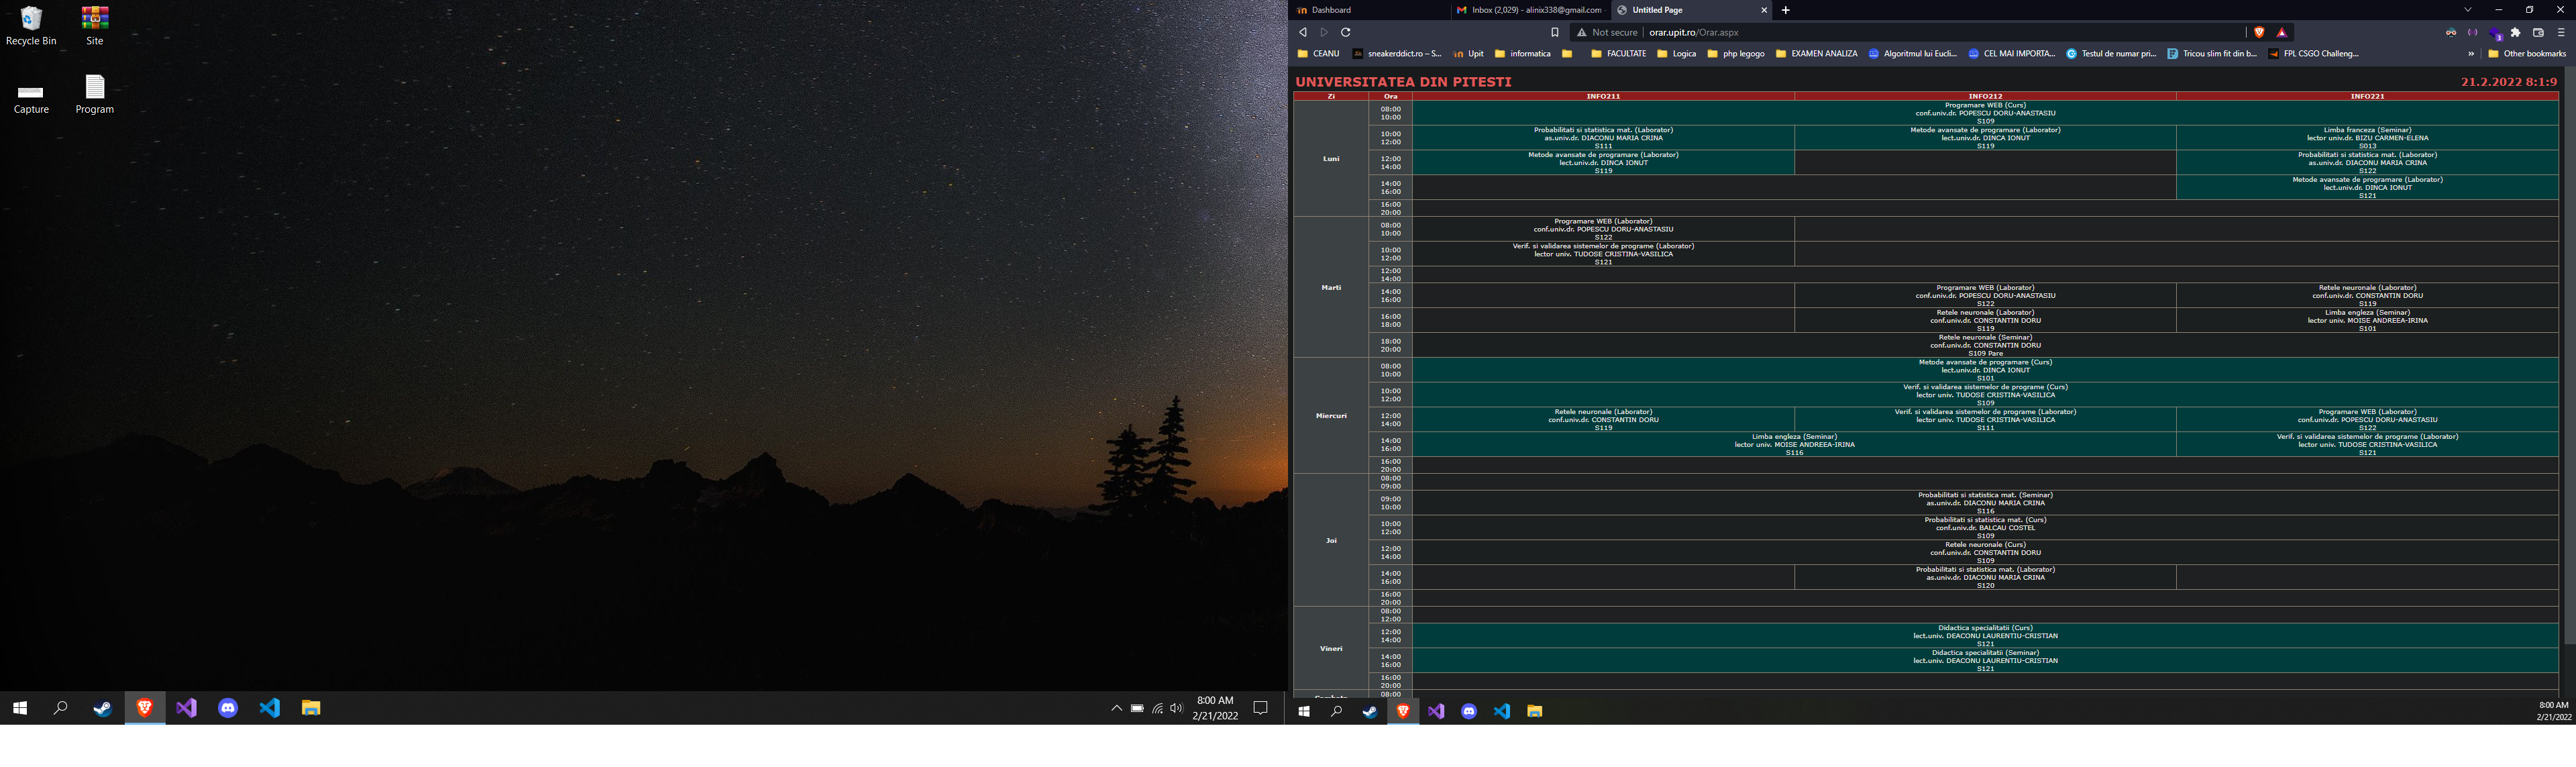 Recycle Bin
Site
Capture
Program
8:00 AM
2/21/2022
Dashboard
Inbox (2,029) - alinix338@gmail.com
Untitled Page
Not secure
orar.upit.ro/Orar.aspx
CEANU
sneakerddict.ro – S...
Upit
informatica
FACULTATE
Logica
php legogo
EXAMEN ANALIZA
Algoritmul lui Eucli...
CEL MAI IMPORTA...
Testul de numar pri...
Tricou slim fit din b...
FPL CSGO Challeng...
»
Other bookmarks
UNIVERSITATEA DIN PITESTI
21.2.2022 8:1:9
Zi Ora INFO211 INFO212 INFO221
Luni
08:00
10:00
Programare WEB (Curs)
conf.univ.dr. POPESCU DORU-ANASTASIU
S109
10:00
12:00
Probabilitati si statistica mat. (Laborator)
as.univ.dr. DIACONU MARIA CRINA
S111
Metode avansate de programare (Laborator)
lect.univ.dr. DINCA IONUT
S119
Limba franceza (Seminar)
lector univ.dr. BIZU CARMEN-ELENA
S013
12:00
14:00
Metode avansate de programare (Laborator)
lect.univ.dr. DINCA IONUT
S119
Probabilitati si statistica mat. (Laborator)
as.univ.dr. DIACONU MARIA CRINA
S122
14:00
16:00
Metode avansate de programare (Laborator)
lect.univ.dr. DINCA IONUT
S121
16:00
20:00
Marti
08:00
10:00
Programare WEB (Laborator)
conf.univ.dr. POPESCU DORU-ANASTASIU
S122
10:00
12:00
Verif. si validarea sistemelor de programe (Laborator)
lector univ. TUDOSE CRISTINA-VASILICA
S121
12:00
14:00
14:00
16:00
Programare WEB (Laborator)
conf.univ.dr. POPESCU DORU-ANASTASIU
S122
Retele neuronale (Laborator)
conf.univ.dr. CONSTANTIN DORU
S119
16:00
18:00
Retele neuronale (Laborator)
conf.univ.dr. CONSTANTIN DORU
S119
Limba engleza (Seminar)
lector univ. MOISE ANDREEA-IRINA
S101
18:00
20:00
Retele neuronale (Seminar)
conf.univ.dr. CONSTANTIN DORU
S109 Pare
Miercuri
08:00
10:00
Metode avansate de programare (Curs)
lect.univ.dr. DINCA IONUT
S101
10:00
12:00
Verif. si validarea sistemelor de programe (Curs)
lector univ. TUDOSE CRISTINA-VASILICA
S109
12:00
14:00
Retele neuronale (Laborator)
conf.univ.dr. CONSTANTIN DORU
S119
Verif. si validarea sistemelor de programe (Laborator)
lector univ. TUDOSE CRISTINA-VASILICA
S111
Programare WEB (Laborator)
conf.univ.dr. POPESCU DORU-ANASTASIU
S122
14:00
16:00
Limba engleza (Seminar)
lector univ. MOISE ANDREEA-IRINA
S116
Verif. si validarea sistemelor de programe (Laborator)
lector univ. TUDOSE CRISTINA-VASILICA
S121
16:00
20:00
Joi
08:00
09:00
09:00
10:00
Probabilitati si statistica mat. (Seminar)
as.univ.dr. DIACONU MARIA CRINA
S116
10:00
12:00
Probabilitati si statistica mat. (Curs)
conf.univ.dr. BALCAU COSTEL
S109
12:00
14:00
Retele neuronale (Curs)
conf.univ.dr. CONSTANTIN DORU
S109
14:00
16:00
Probabilitati si statistica mat. (Laborator)
as.univ.dr. DIACONU MARIA CRINA
S120
16:00
20:00
Vineri
08:00
12:00
12:00
14:00
Didactica specialitatii (Curs)
lect.univ. DEACONU LAURENTIU-CRISTIAN
S121
14:00
16:00
Didactica specialitatii (Seminar)
lect.univ. DEACONU LAURENTIU-CRISTIAN
S121
16:00
20:00
08:00
8:00 AM
2/21/2022